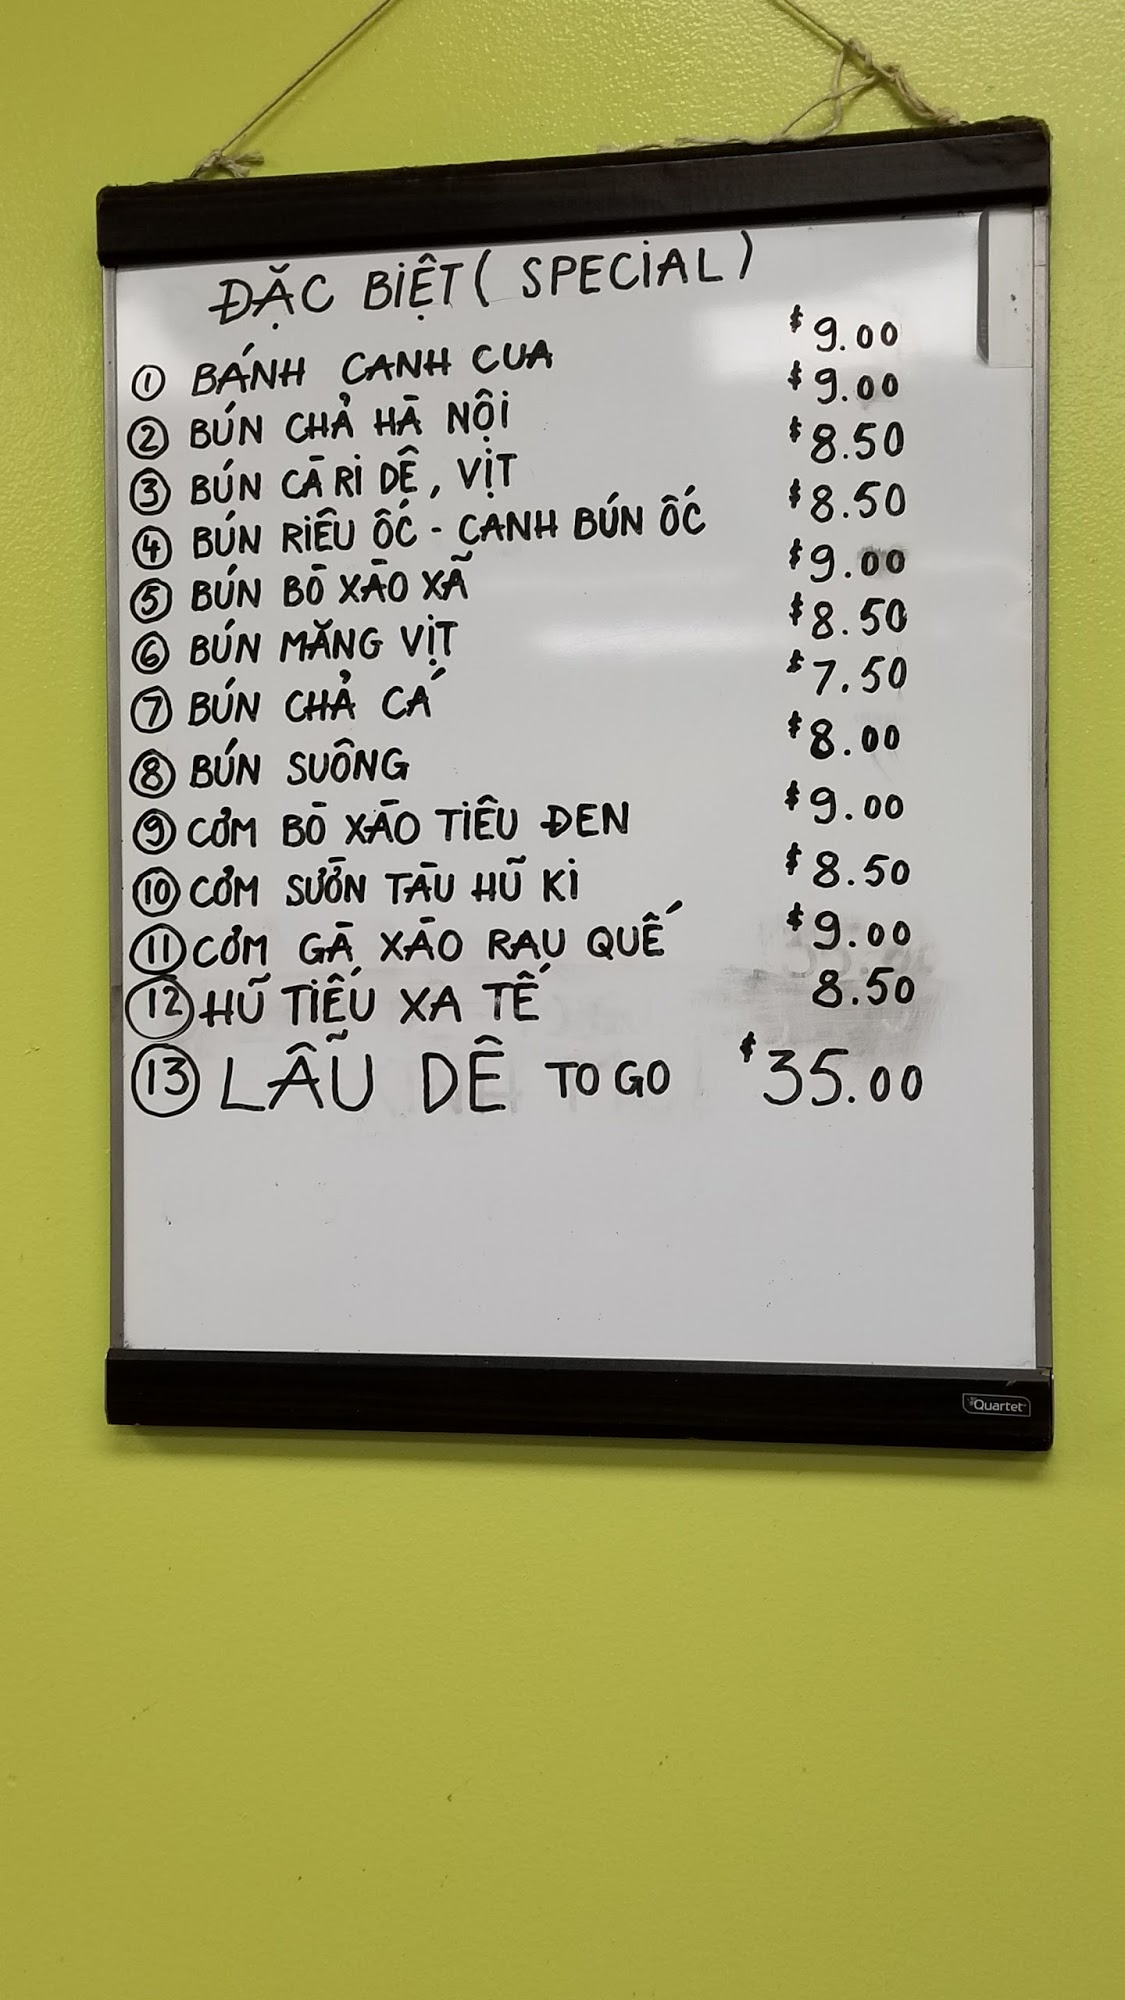 ĐẶC BIỆT ( SPECIAL )
① BÁNH CANH CUA $9.00
② BÚN CHẢ HÀ NỘI $9.00
③ BÚN CÀ RI DÊ, VỊT $8.50
④ BÚN RIÊU ỐC - CANH BÚN ỐC $8.50
⑤ BÚN BÒ XÀO XÃ $9.00
⑥ BÚN MĂNG VỊT $8.50
⑦ BÚN CHẢ CÁ $7.50
⑧ BÚN SUÔNG $8.00
⑨ CƠM BÒ XÀO TIÊU ĐEN $9.00
⑩ CƠM SƯỜN TÀU HŨ KI $8.50
⑪ CƠM GÀ XÀO RAU QUẾ $9.00
⑫ HŨ TIẾU XA TẾ 8.50
⑬ LẪU DÊ TO GO $35.00
Quartet